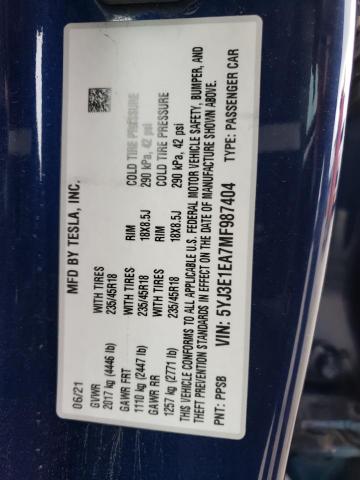 MFD BY TESLA, INC.
06/21
GVWR
2017 kg (4446 lb)
GAWR FRT WITH TIRES RIM COLD TIRE PRESSURE
1110 kg (2447 lb) 235/45R18 18X8.5J 290 kPa, 42 psi
GAWR RR WITH TIRES RIM COLD TIRE PRESSURE
1257 kg (2771 lb) 235/45R18 18X8.5J 290 kPa, 42 psi
THIS VEHICLE CONFORMS TO ALL APPLICABLE U.S. FEDERAL MOTOR VEHICLE SAFETY, BUMPER, AND
THEFT PREVENTION STANDARDS IN EFFECT ON THE DATE OF MANUFACTURE SHOWN ABOVE.
VIN: 5YJ3E1EA7MF987404 TYPE: PASSENGER CAR
PNT: PPSB